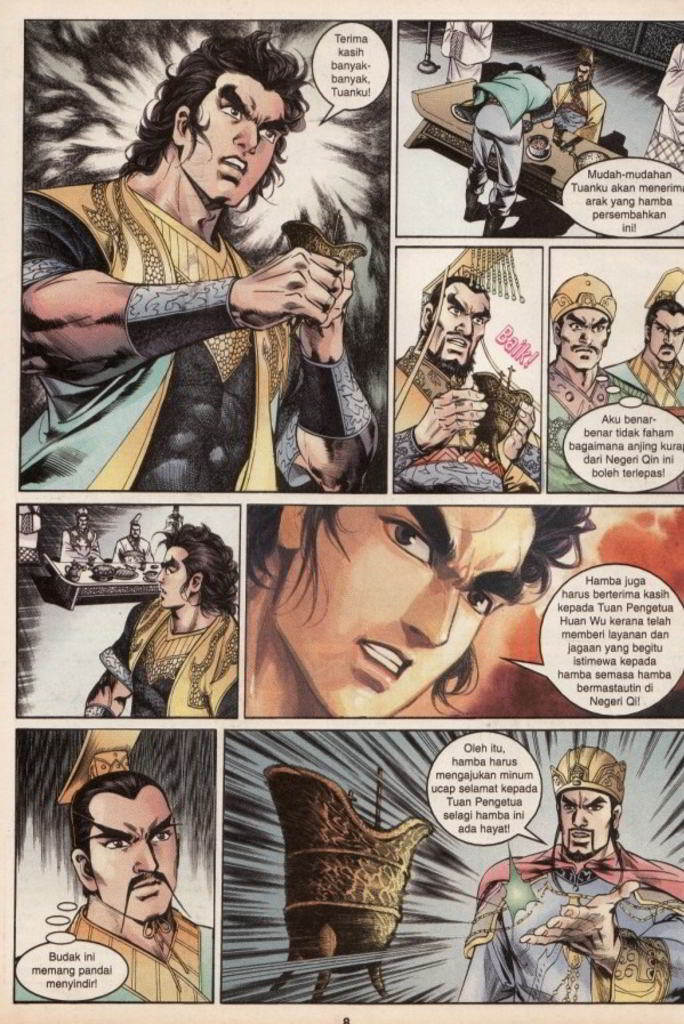 Terima
kasih
banyak-
banyak,
Tuanku!
Mudah-mudahan
Tuanku akan menerima
arak yang hamba
persembahkan
ini!
Baik!
Aku benar-
benar tidak faham
bagaimana anjing kurap
dari Negeri Qin ini
boleh terlepas!
Hamba juga
harus berterima kasih
kepada Tuan Pengetua
Huan Wu kerana telah
memberi layanan dan
jagaan yang begitu
istimewa kepada
hamba semasa hamba
bermastautin di
Negeri Qi!
Budak ini
memang pandai
menyindir!
Oleh itu,
hamba harus
mengajukan minum
ucap selamat kepada
Tuan Pengetua
selagi hamba ini
ada hayat!
8